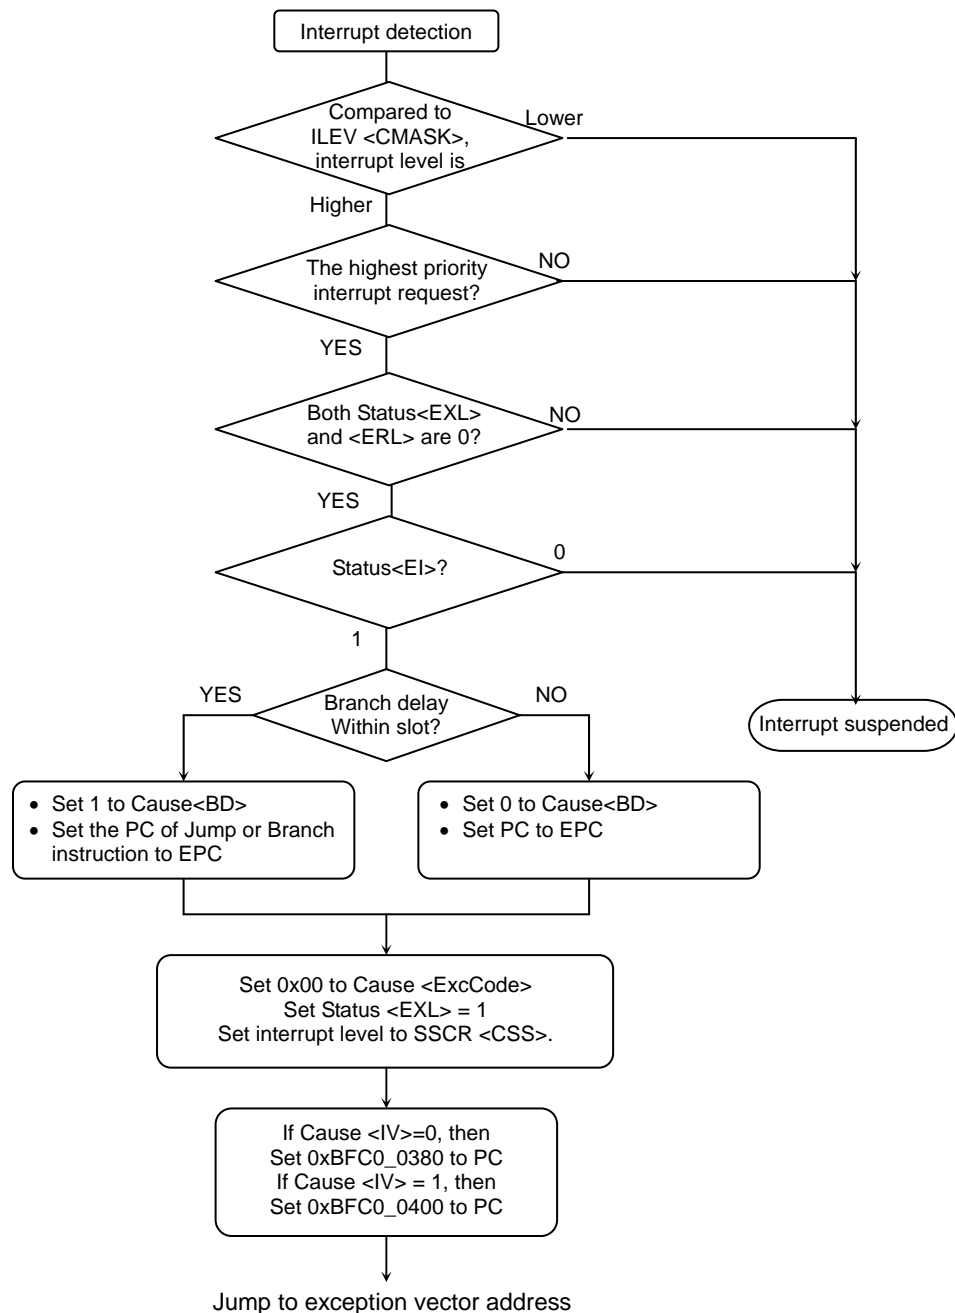 Interrupt detection
Compared to
ILEV <CMASK>,
interrupt level is
Lower
Higher
The highest priority
interrupt request?
NO
YES
Both Status<EXL>
and <ERL> are 0?
NO
YES
Status<EI>?
0
1
Branch delay
Within slot?
YES
NO
Interrupt suspended
• Set 1 to Cause<BD>
• Set the PC of Jump or Branch
instruction to EPC
• Set 0 to Cause<BD>
• Set PC to EPC
Set 0x00 to Cause <ExcCode>
Set Status <EXL> = 1
Set interrupt level to SSCR <CSS>.
If Cause <IV>=0, then
Set 0xBFC0_0380 to PC
If Cause <IV> = 1, then
Set 0xBFC0_0400 to PC
Jump to exception vector address